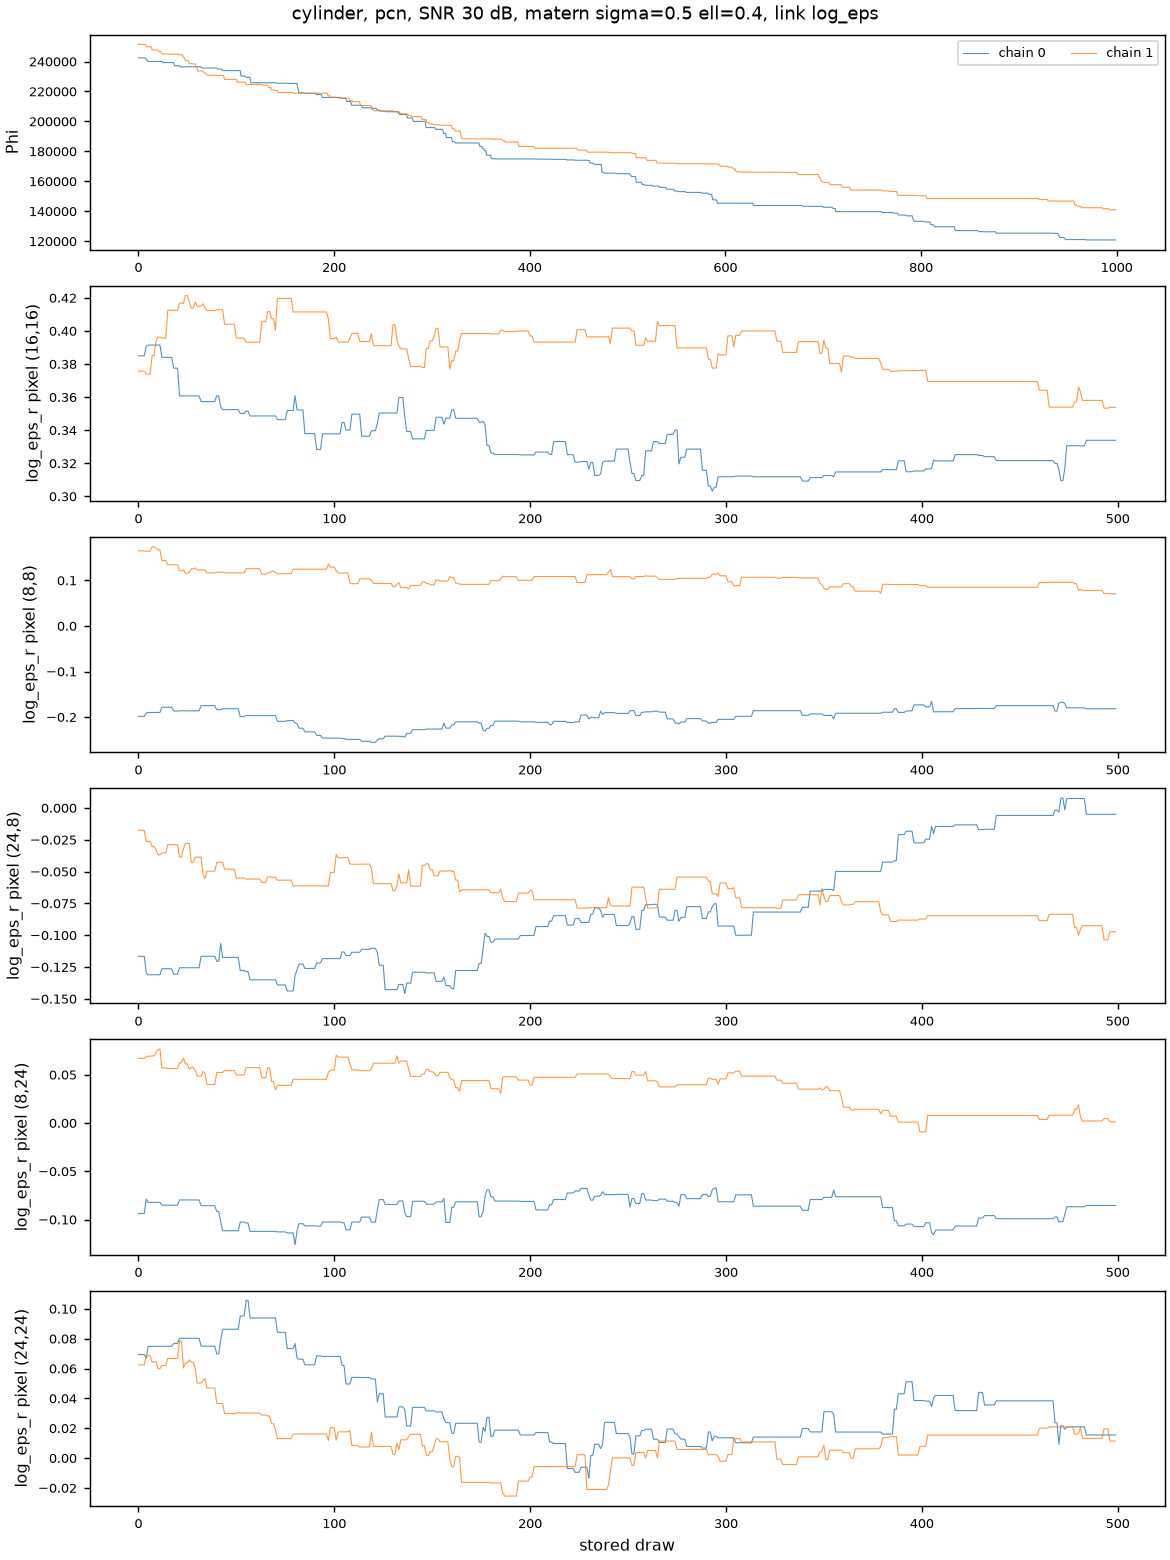 cylinder, pcn, SNR 30 dB, matern sigma=0.5 ell=0.4, link log_eps
chain 0 chain 1
Phi
240000
220000
200000
180000
160000
140000
120000
0 200 400 600 800 1000
log_eps_r pixel (16,16)
0.42
0.40
0.38
0.36
0.34
0.32
0.30
0 100 200 300 400 500
log_eps_r pixel (8,8)
0.1
0.0
−0.1
−0.2
0 100 200 300 400 500
log_eps_r pixel (24,8)
0.000
−0.025
−0.050
−0.075
−0.100
−0.125
−0.150
0 100 200 300 400 500
log_eps_r pixel (8,24)
0.05
0.00
−0.05
−0.10
0 100 200 300 400 500
log_eps_r pixel (24,24)
0.10
0.08
0.06
0.04
0.02
0.00
−0.02
0 100 200 300 400 500
stored draw